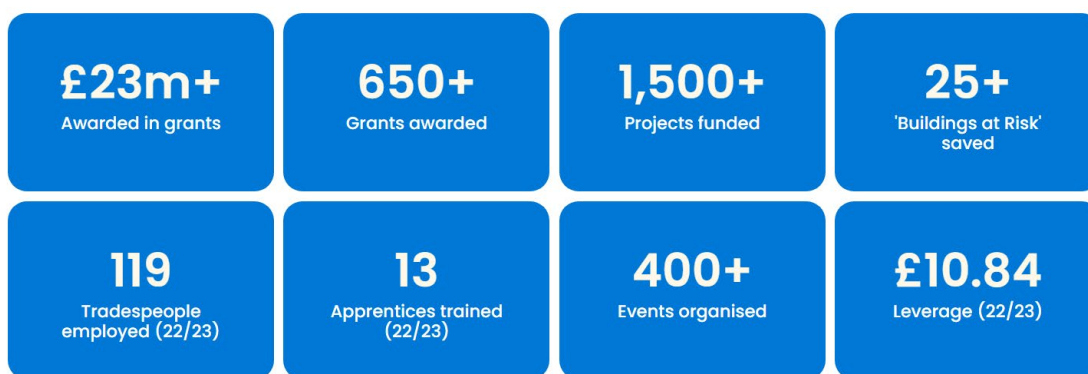 £23m+
Awarded in grants
650+
Grants awarded
1,500+
Projects funded
25+
'Buildings at Risk'
saved
119
Tradespeople
employed (22/23)
13
Apprentices trained
(22/23)
400+
Events organised
£10.84
Leverage (22/23)